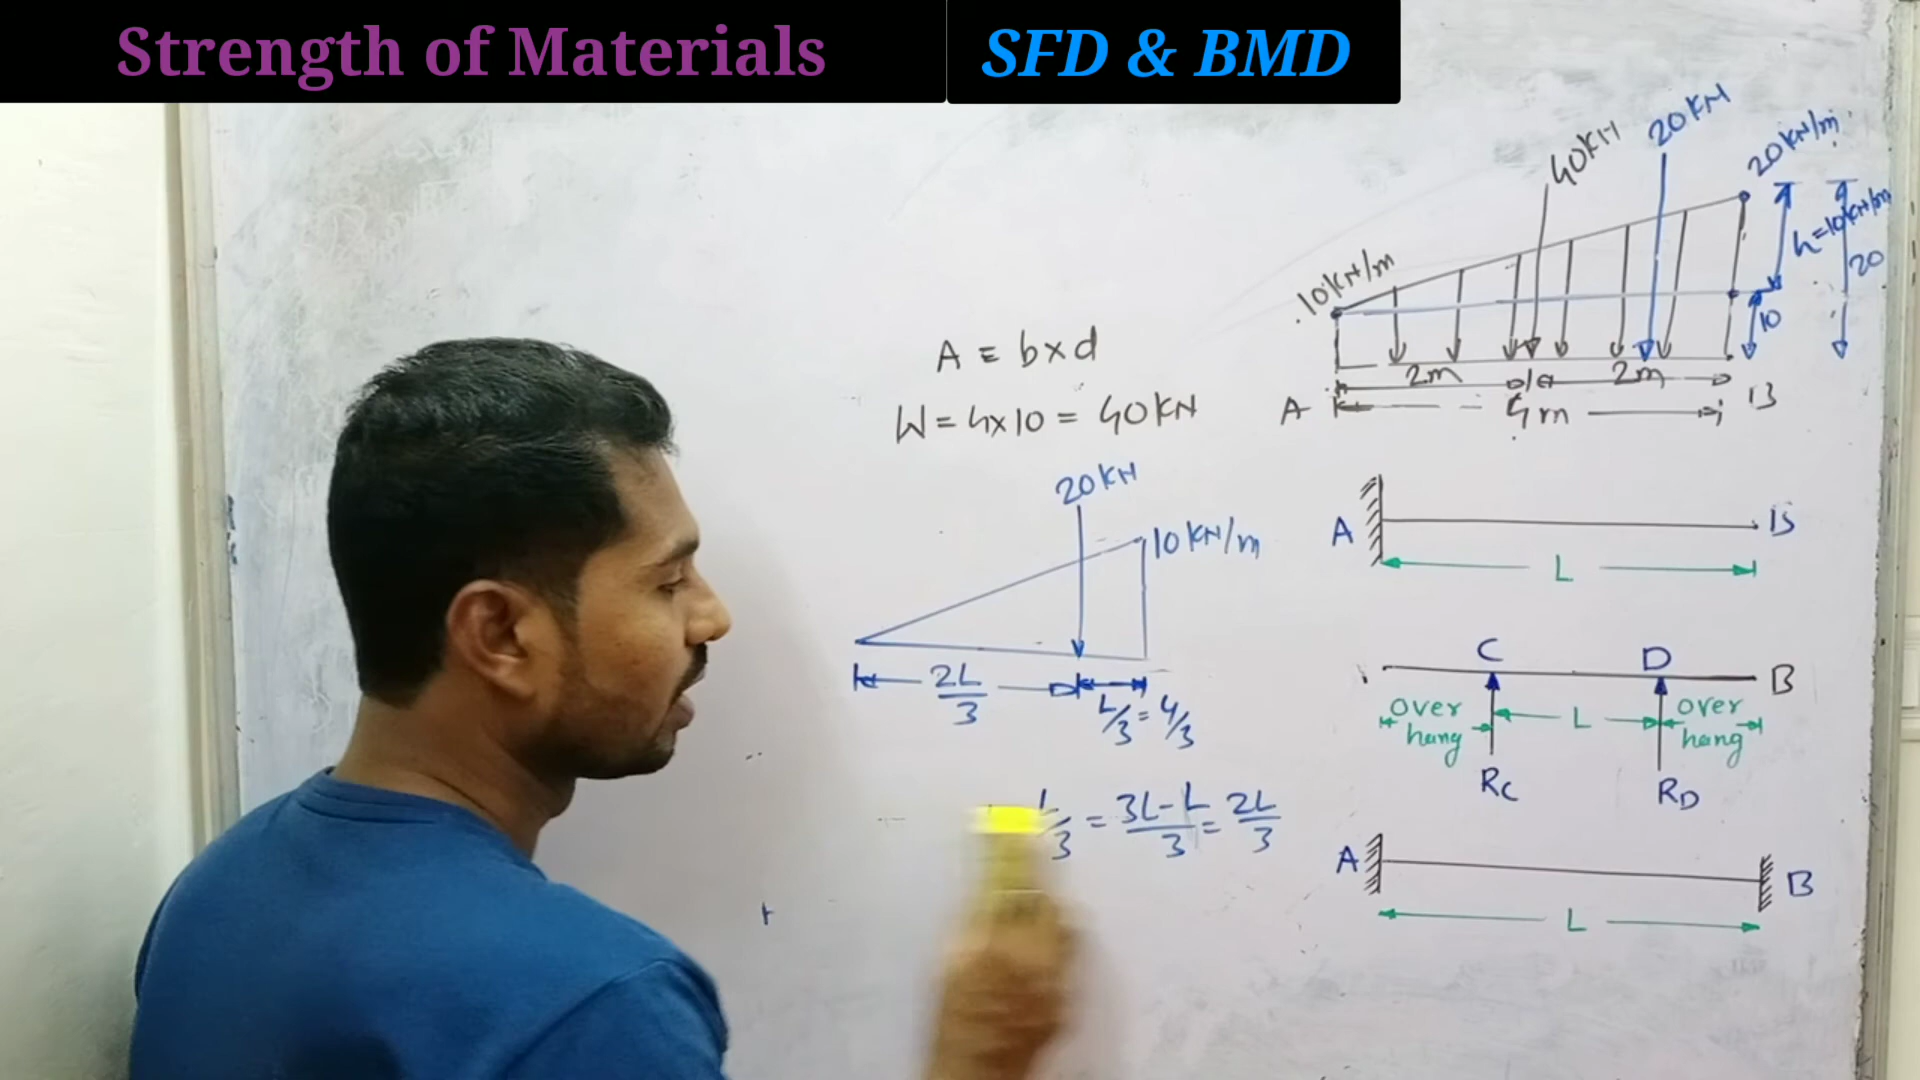 Strength of Materials
SFD & BMD
A = b×d
W = 4×10 = 40KN
20KN
10KN/m
2L/3
L/3 = 4/3
L/3 = 3L-L/3 = 2L/3
40KN
20KN
20KN/m
10KN/m
h=10KN/m
20
10
2m
2m
A
4m
B
A
B
L
C
D
B
over hang
L
over hang
RC
RD
A
B
L